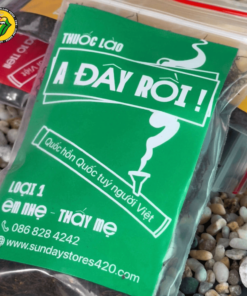 THUỐC LÀO
A ĐÂY RỒI !
Quốc hồn Quốc tuý người Việt
LOẠI 1
EM NHẸ - THẤY MẸ
086 828 4242
www.sundaystores420.com